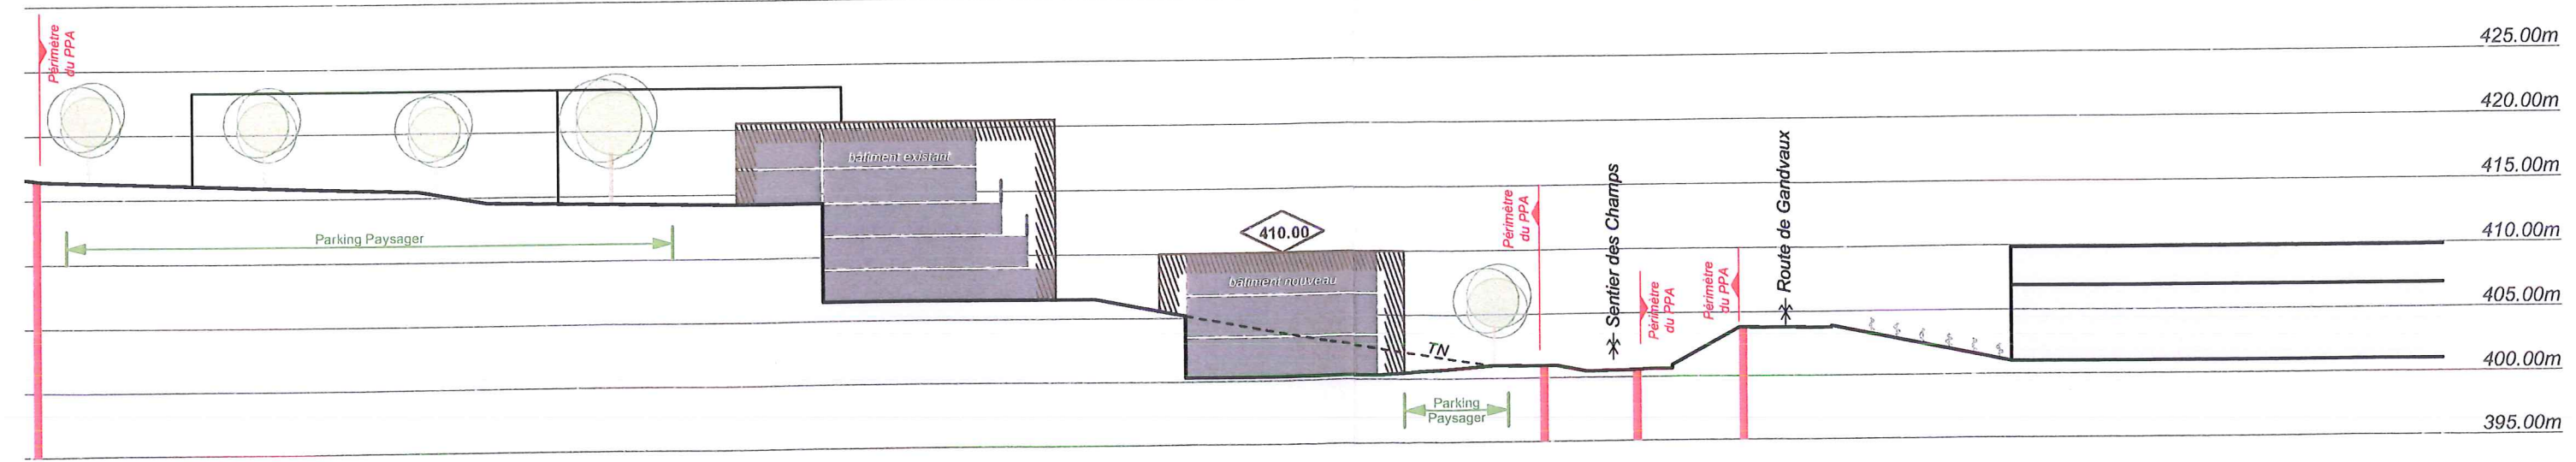 Périmètre
du PPA
425.00m
420.00m
415.00m
410.00m
405.00m
400.00m
395.00m
bâtiment existant
Parking Paysager
410.00
bâtiment nouveau
TN
Parking
Paysager
Périmètre
du PPA
Sentier des Champs
Périmètre
du PPA
Périmètre
du PPA
Route de Gandvaux